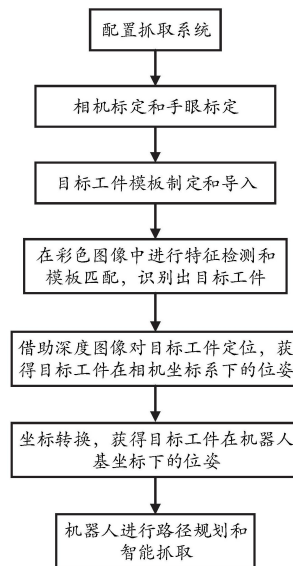 配置抓取系统
相机标定和手眼标定
目标工件模板制定和导入
在彩色图像中进行特征检测和
模板匹配，识别出目标工件
借助深度图像对目标工件定位，获
得目标工件在相机坐标系下的位姿
坐标转换，获得目标工件在机器人
基坐标下的位姿
机器人进行路径规划和
智能抓取